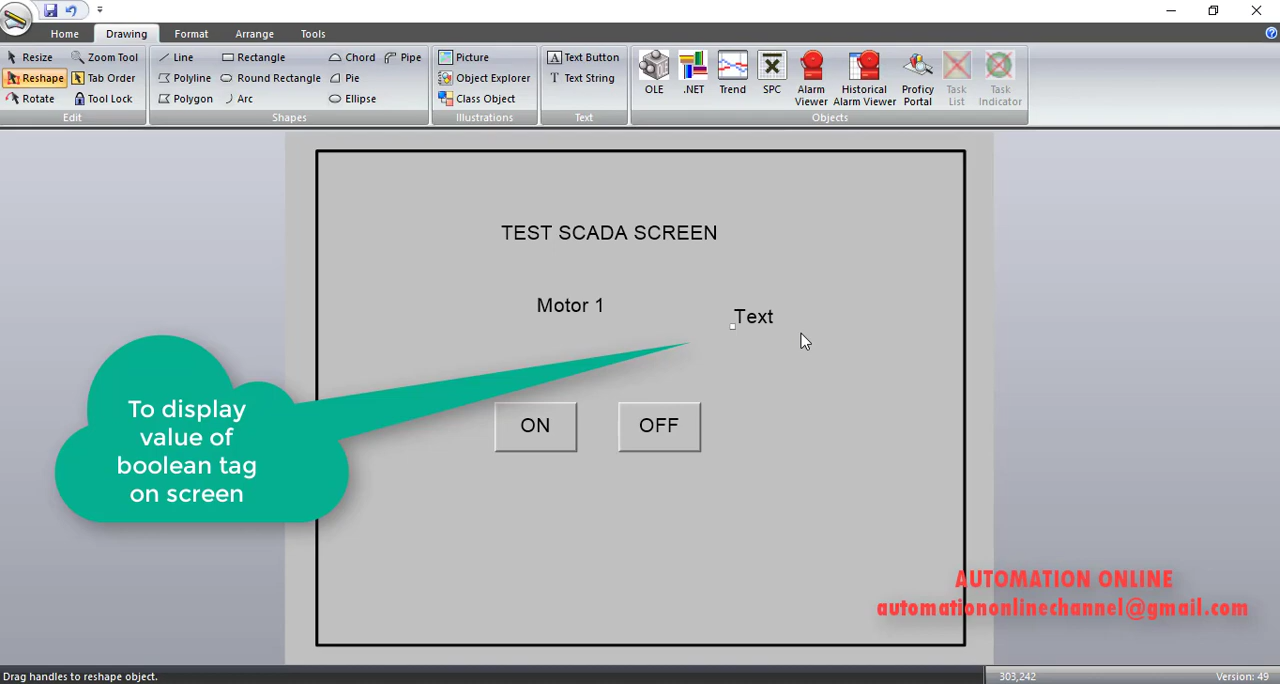 Home Drawing Format Arrange Tools
Resize Zoom Tool Line Rectangle Chord Pipe Picture Text Button
Reshape Tab Order Polyline Round Rectangle Pie Object Explorer Text String
Rotate Tool Lock Polygon Arc Ellipse Class Object
OLE .NET Trend SPC Alarm Viewer Historical Alarm Viewer Proficy Portal Task List Task Indicator
Edit Shapes Illustrations Text Objects
TEST SCADA SCREEN
Motor 1
Text
To display
value of
boolean tag
on screen
ON OFF
AUTOMATION ONLINE
automationonlinechannel@gmail.com
Drag handles to reshape object. 303,242 Version: 49